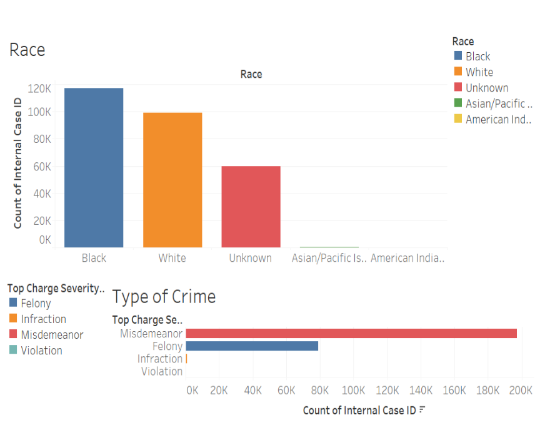 Race
Race
Count of Internal Case ID
120K
100K
80K
60K
40K
20K
0K
Black
White
Unknown
Asian/Pacific Is..
American India..
Race
Black
White
Unknown
Asian/Pacific ..
American Ind..
Top Charge Severity..
Felony
Infraction
Misdemeanor
Violation
Type of Crime
Top Charge Se..
Misdemeanor
Felony
Infraction
Violation
0K 20K 40K 60K 80K 100K 120K 140K 160K 180K 200K
Count of Internal Case ID